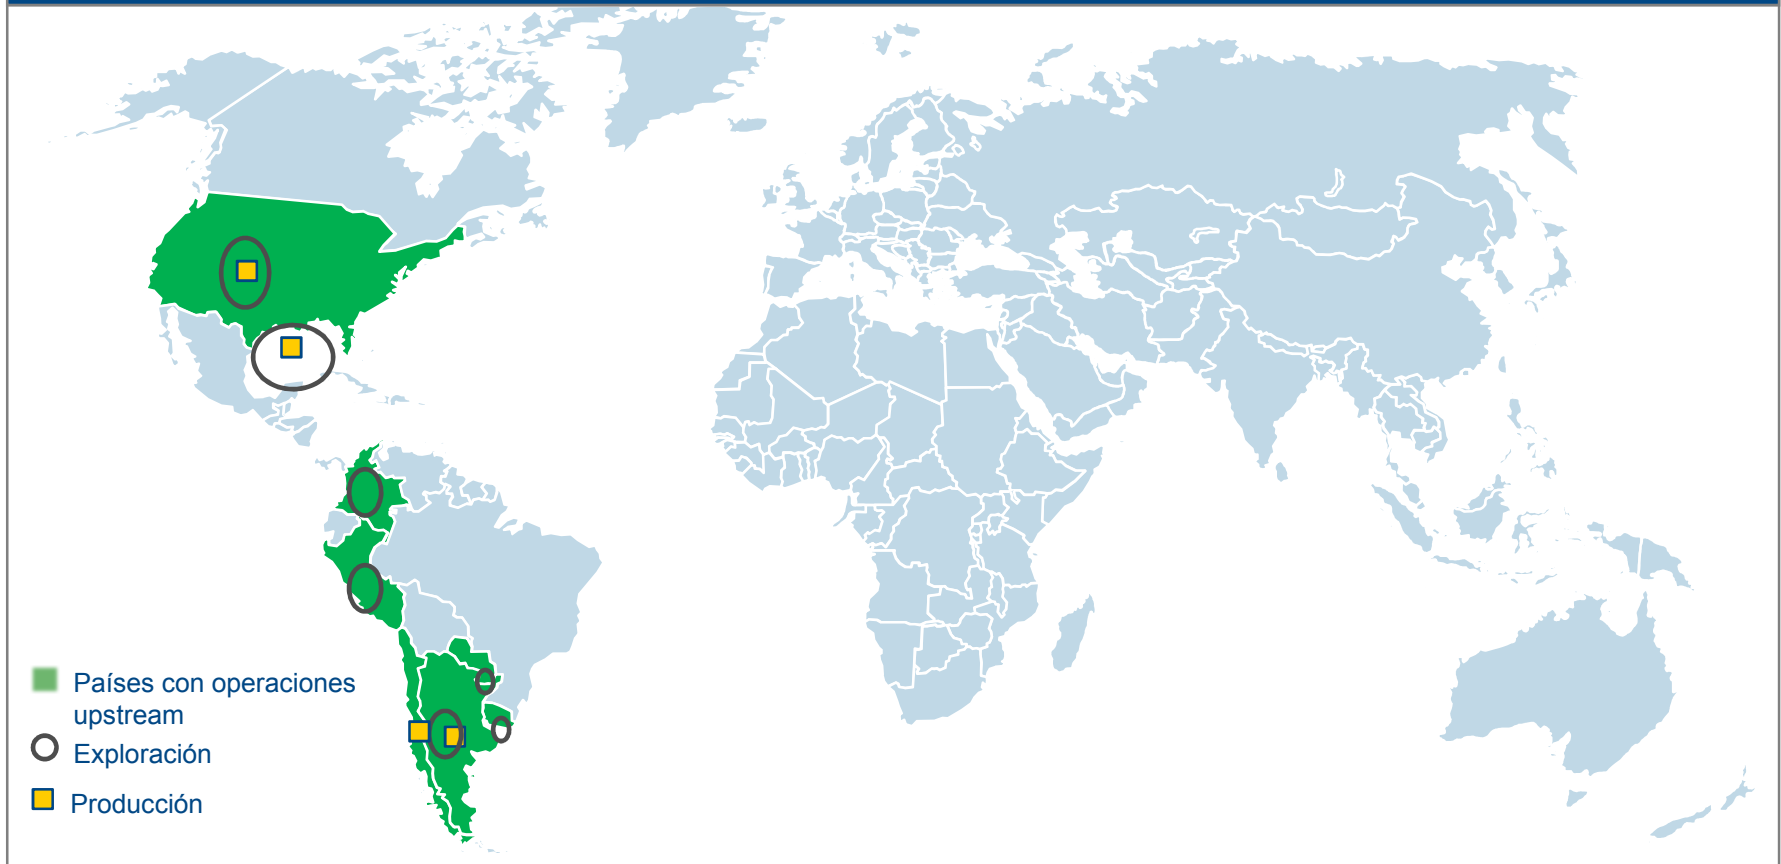 Países con operaciones
upstream
Exploración
Producción